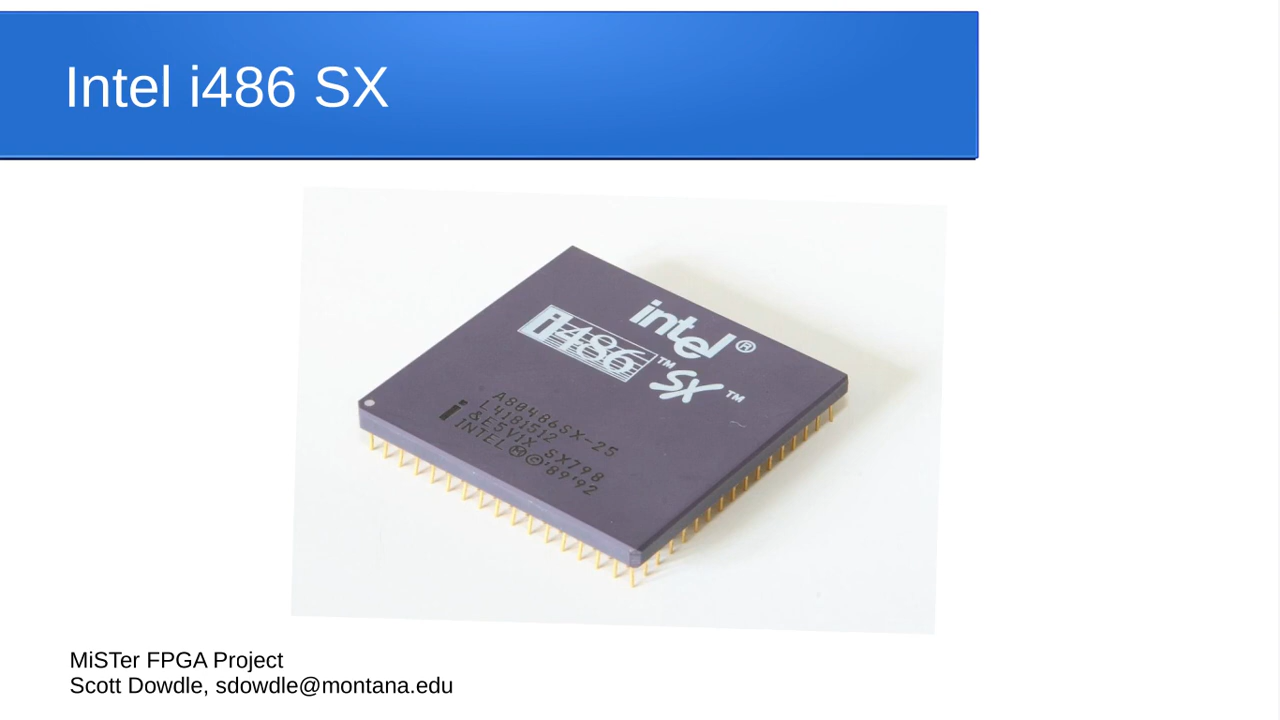 Intel i486 SX
intel®
i486™ SX™
A80486SX-25
L4181512
&E5V1X SX798
INTEL Ⓜ©'89'92
MiSTer FPGA Project
Scott Dowdle, sdowdle@montana.edu